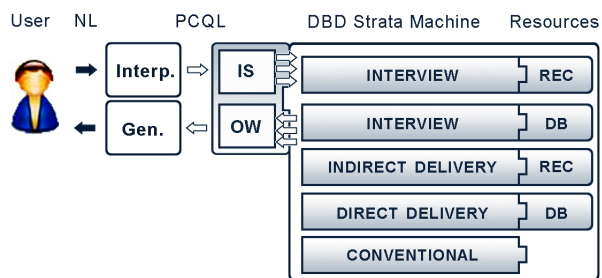 User NL PCQL DBD Strata Machine Resources
Interp. IS INTERVIEW REC
Gen. OW INTERVIEW DB
INDIRECT DELIVERY REC
DIRECT DELIVERY DB
CONVENTIONAL